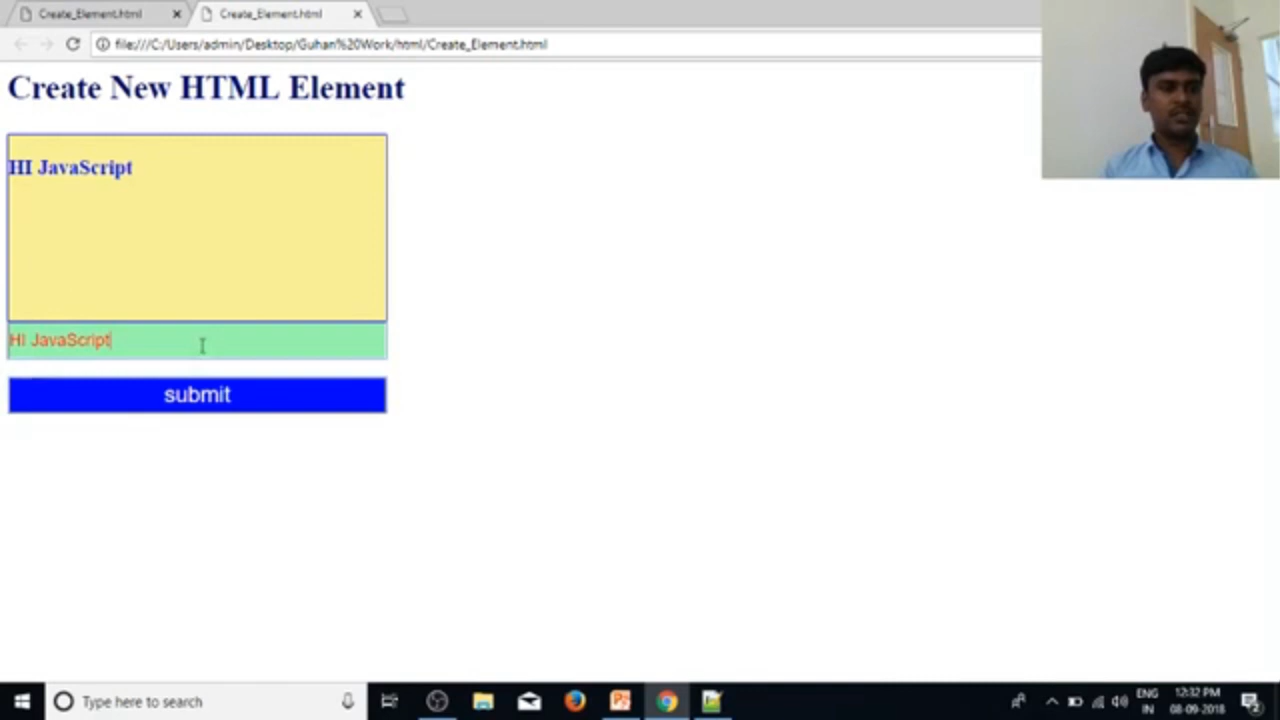 Create_Element.html
Create_Element.html
file:///C:/Users/admin/Desktop/Guhan%20Work/html/Create_Element.html
Create New HTML Element
HI JavaScript
HI JavaScript
submit
Type here to search
ENG
IN
12:32 PM
08-09-2018
2